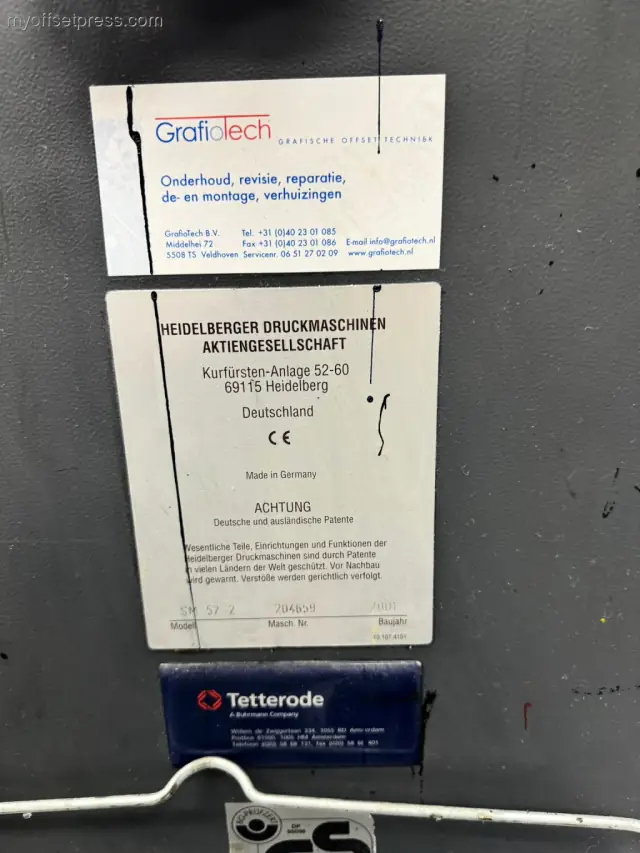 myoffsetpress.com
GrafioTech GRAFISCHE OFFSET TECHNI&K
Onderhoud, revisie, reparatie,
de- en montage, verhuizingen
GrafioTech B.V. Tel. +31 (0)40 23 01 085
Middelhei 72 Fax +31 (0)40 23 01 086 E-mail info@grafiotech.nl
5508 TS Veldhoven Servicenr. 06 51 27 02 09 www.grafiotech.nl
HEIDELBERGER DRUCKMASCHINEN
AKTIENGESELLSCHAFT
Kurfürsten-Anlage 52-60
69115 Heidelberg
Deutschland
CE
Made in Germany
ACHTUNG
Deutsche und ausländische Patente
Wesentliche Teile, Einrichtungen und Funktionen der
Heidelberger Druckmaschinen sind durch Patente
in vielen Ländern der Welt geschützt. Vor Nachbau
wird gewarnt. Verstöße werden gerichtlich verfolgt.
SM 57 2 704659 2001
Modell Masch. Nr. Baujahr
Tetterode
A Buhrmann Company
GS